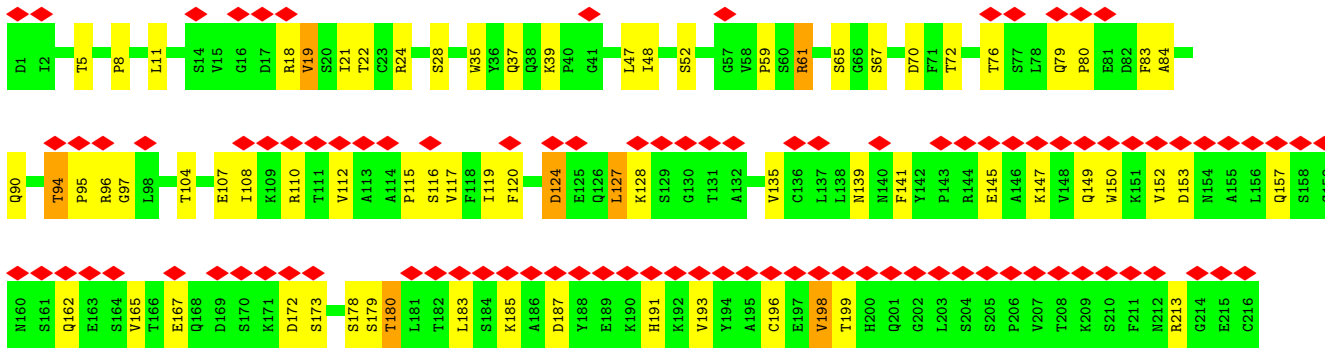 D1 I2 T5 P8 L11 S14 V15 G16 D17 R18 V19 S20 I21 T22 C23 R24 S28 W35 Y36 Q37 Q38 K39 P40 G41 L47 I48 S52 G57 V58 P59 S60 R61 S65 G66 S67 D70 F71 T72 T76 S77 L78 Q79 P80 E81 D82 F83 A84
Q90 T94 P95 R96 G97 L98 T104 E107 I108 K109 R110 T111 V112 A113 A114 P115 S116 V117 F118 I119 F120 D124 E125 Q126 L127 K128 S129 G130 T131 A132 V135 C136 L137 L138 N139 N140 F141 Y142 P143 R144 E145 A146 K147 V148 Q149 W150 K151 V152 D153 N154 A155 L156 Q157 S158
N160 S161 Q162 E163 S164 V165 T166 E167 Q168 D169 S170 K171 D172 S173 S178 S179 T180 L181 T182 L183 S184 K185 A186 D187 Y188 E189 K190 H191 K192 V193 Y194 A195 C196 E197 V198 T199 H200 Q201 G202 L203 S204 S205 P206 V207 T208 K209 S210 F211 N212 R213 G214 E215 C216